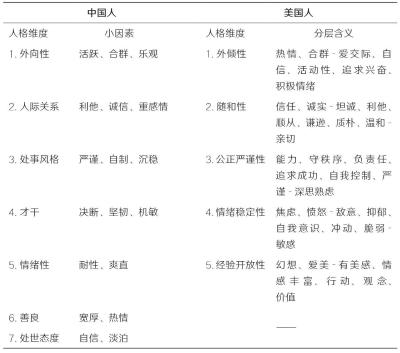 中国人 美国人
人格维度 小因素 人格维度 分层含义
1.外向性 活跃、合群、乐观 1.外倾性 热情、合群-爱交际、自
信、活动性、追求兴奋、
积极情绪
2.人际关系 利他、诚信、重感情 2.随和性 信任、诚实-坦诚、利他、
顺从、谦逊、质朴、温和-
亲切
3.处事风格 严谨、自制、沉稳 3.公正严谨性 能力、守秩序、负责任、
追求成功、自我控制、严
谨-深思熟虑
4.才干 决断、坚韧、机敏 4.情绪稳定性 焦虑、愤怒-敌意、抑郁、
自我意识、冲动、脆弱-
敏感
5.情绪性 耐性、爽直 5.经验开放性 幻想、爱美-有美感、情
感丰富、行动、观念、
价值
6.善良 宽厚、热情 ——
7.处世态度 自信、淡泊